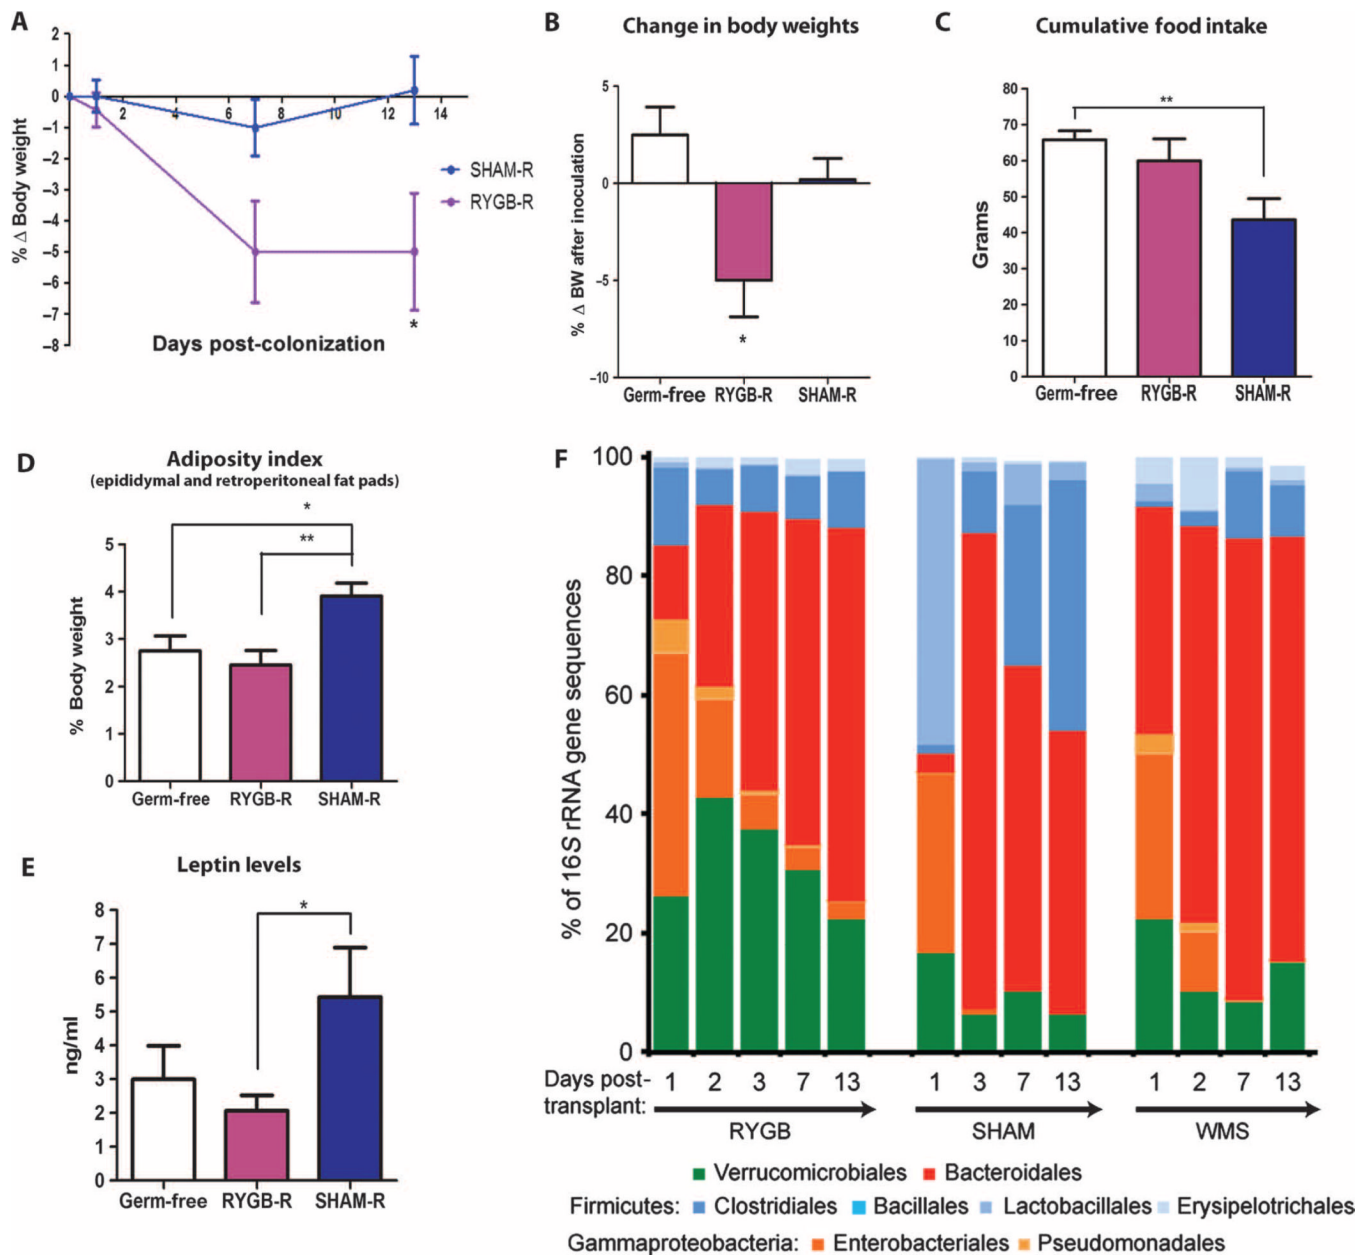 A
2
1
0
−1
−2
−3
−4
−5
−6
−7
−8
2 4 6 8 10 12 14
% Δ Body weight
Days post-colonization
SHAM-R
RYGB-R
*
B
Change in body weights
5
0
−5
−10
% Δ BW after inoculation
*
Germ-free RYGB-R SHAM-R
C
Cumulative food intake
80
70
60
50
40
30
20
10
0
Grams
**
Germ-free RYGB-R SHAM-R
D
Adiposity index
(epididymal and retroperitoneal fat pads)
*
**
5
4
3
2
1
0
% Body weight
Germ-free RYGB-R SHAM-R
E
Leptin levels
*
8
7
6
5
4
3
2
1
0
ng/ml
Germ-free RYGB-R SHAM-R
F
100
80
60
40
20
0
% of 16S rRNA gene sequences
Days post-transplant:
1 2 3 7 13
1 3 7 13
1 2 7 13
RYGB SHAM WMS
Verrucomicrobiales Bacteroidales
Firmicutes: Clostridiales Bacillales Lactobacillales Erysipelotrichales
Gammaproteobacteria: Enterobacteriales Pseudomonadales